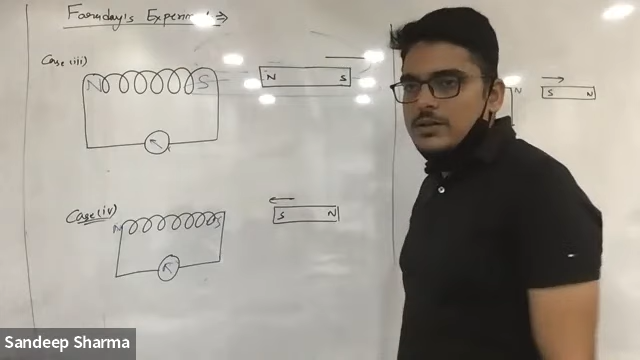 Faraday's Experiment ⇒
Case (iii)
N S
N S
N
S N
Case (iv)
N S
S N
Sandeep Sharma